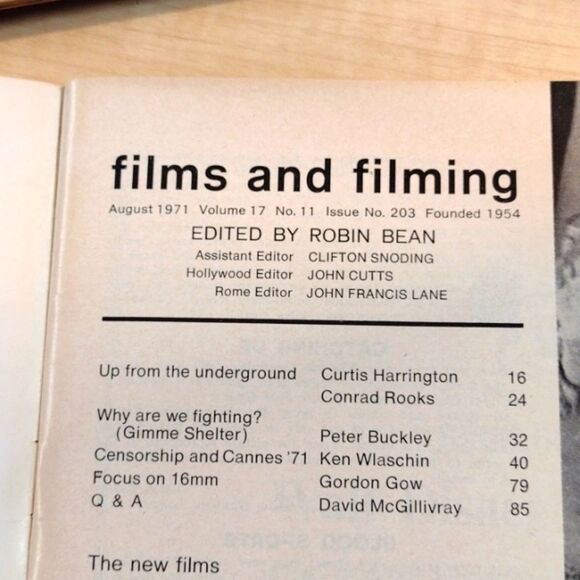 films and filming
August 1971 Volume 17 No. 11 Issue No. 203 Founded 1954
EDITED BY ROBIN BEAN
Assistant Editor CLIFTON SNODING
Hollywood Editor JOHN CUTTS
Rome Editor JOHN FRANCIS LANE
Up from the underground Curtis Harrington 16
Conrad Rooks 24
Why are we fighting?
(Gimme Shelter) Peter Buckley 32
Censorship and Cannes '71 Ken Wlaschin 40
Focus on 16mm Gordon Gow 79
Q & A David McGillivray 85
The new films